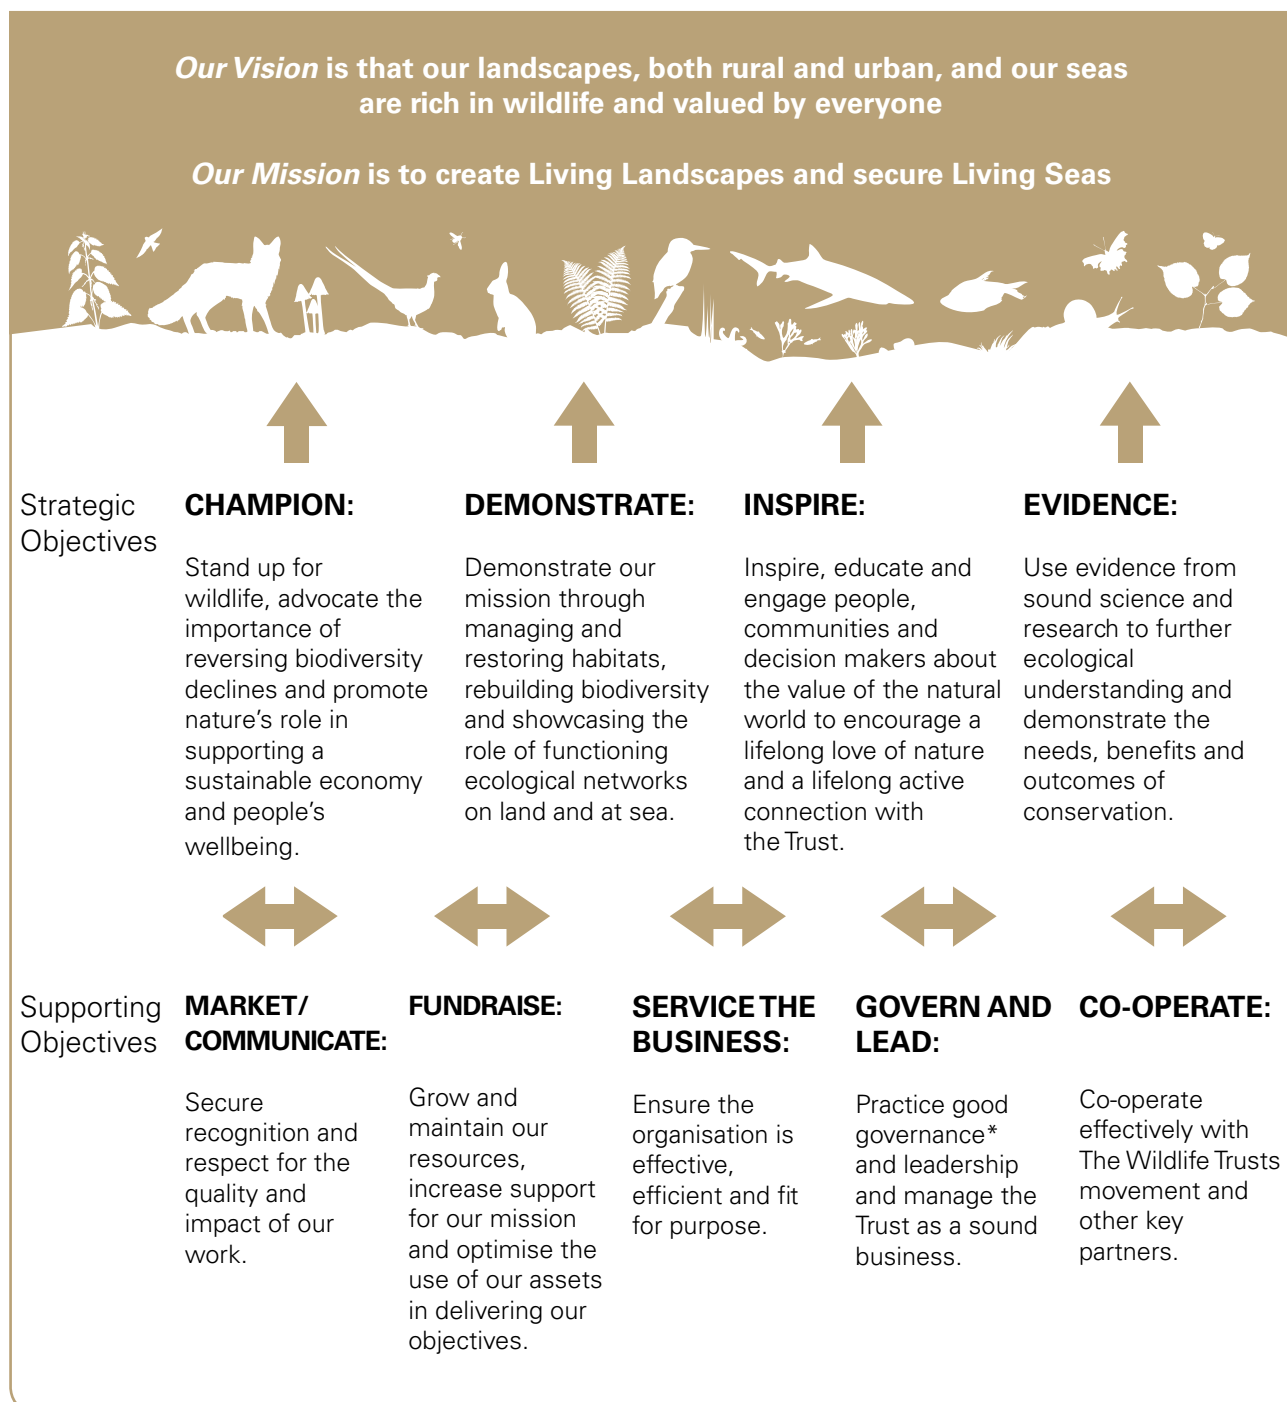 Our Vision is that our landscapes, both rural and urban, and our seas
are rich in wildlife and valued by everyone
Our Mission is to create Living Landscapes and secure Living Seas
Strategic
Objectives
CHAMPION:
Stand up for
wildlife, advocate the
importance of
reversing biodiversity
declines and promote
nature’s role in
supporting a
sustainable economy
and people’s
wellbeing.
DEMONSTRATE:
Demonstrate our
mission through
managing and
restoring habitats,
rebuilding biodiversity
and showcasing the
role of functioning
ecological networks
on land and at sea.
INSPIRE:
Inspire, educate and
engage people,
communities and
decision makers about
the value of the natural
world to encourage a
lifelong love of nature
and a lifelong active
connection with
the Trust.
EVIDENCE:
Use evidence from
sound science and
research to further
ecological
understanding and
demonstrate the
needs, benefits and
outcomes of
conservation.
Supporting
Objectives
MARKET/
COMMUNICATE:
Secure
recognition and
respect for the
quality and
impact of our
work.
FUNDRAISE:
Grow and
maintain our
resources,
increase support
for our mission
and optimise the
use of our assets
in delivering our
objectives.
SERVICE THE
BUSINESS:
Ensure the
organisation is
effective,
efficient and fit
for purpose.
GOVERN AND
LEAD:
Practice good
governance*
and leadership
and manage the
Trust as a sound
business.
CO-OPERATE:
Co-operate
effectively with
The Wildlife Trusts
movement and
other key
partners.